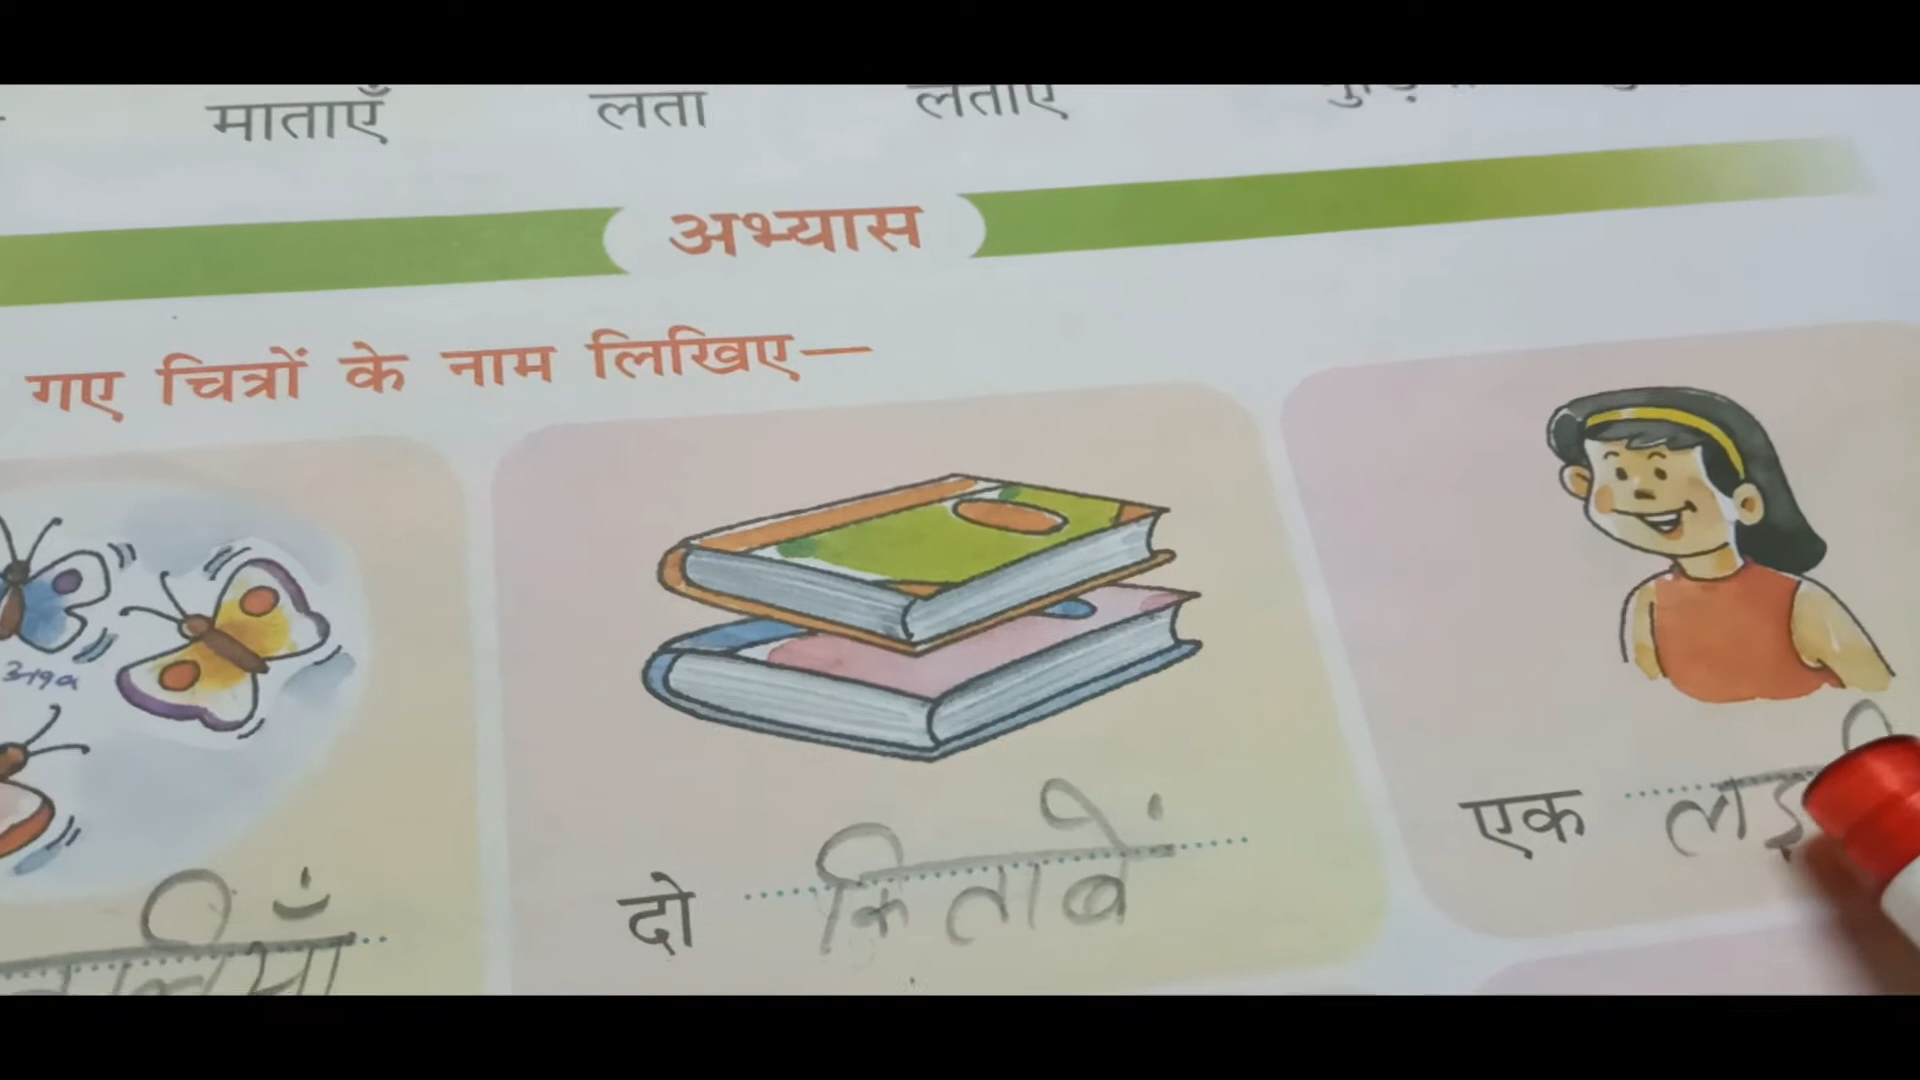 माताएँ लता लताएँ
अभ्यास
गए चित्रों के नाम लिखिए—
दो किताबें
एक